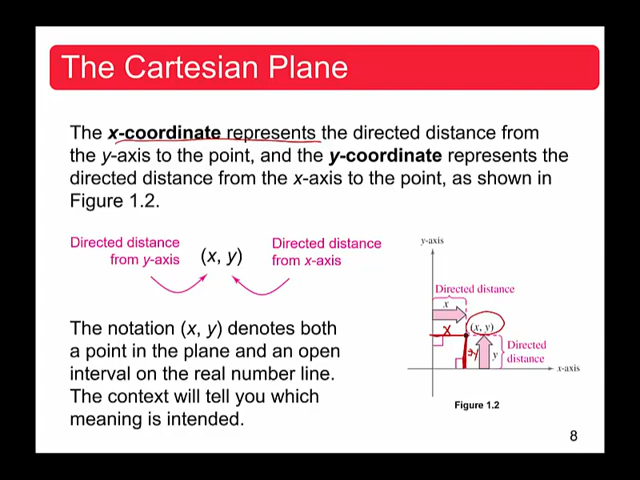 The Cartesian Plane
The x-coordinate represents the directed distance from
the y-axis to the point, and the y-coordinate represents the
directed distance from the x-axis to the point, as shown in
Figure 1.2.
Directed distance
from y-axis
(x, y)
Directed distance
from x-axis
The notation (x, y) denotes both
a point in the plane and an open
interval on the real number line.
The context will tell you which
meaning is intended.
y-axis
Directed distance
x
x
(x, y)
y
y
Directed
distance
x-axis
Figure 1.2
8